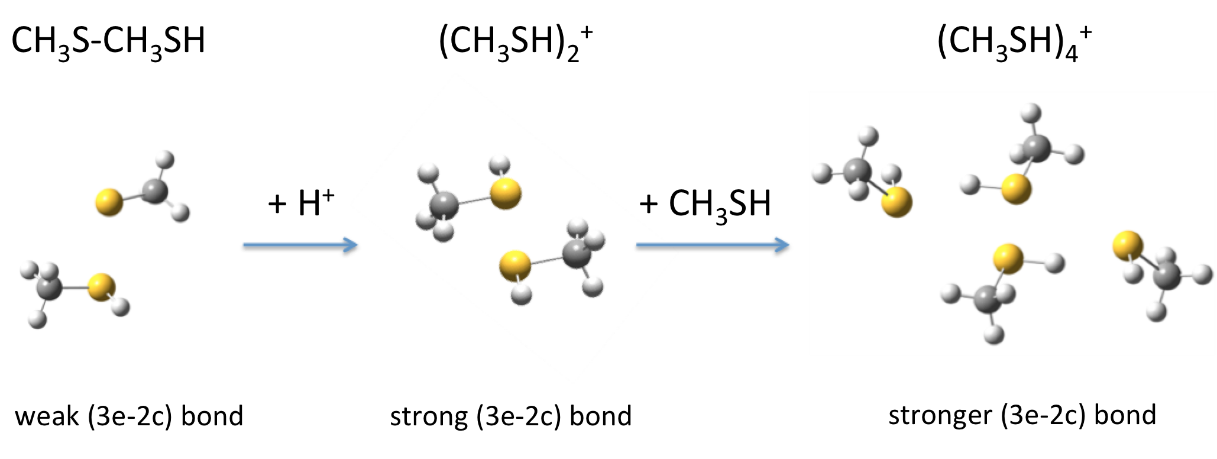 CH₃S-CH₃SH
(CH₃SH)₂⁺
(CH₃SH)₄⁺
+ H⁺
+ CH₃SH
weak (3e-2c) bond
strong (3e-2c) bond
stronger (3e-2c) bond